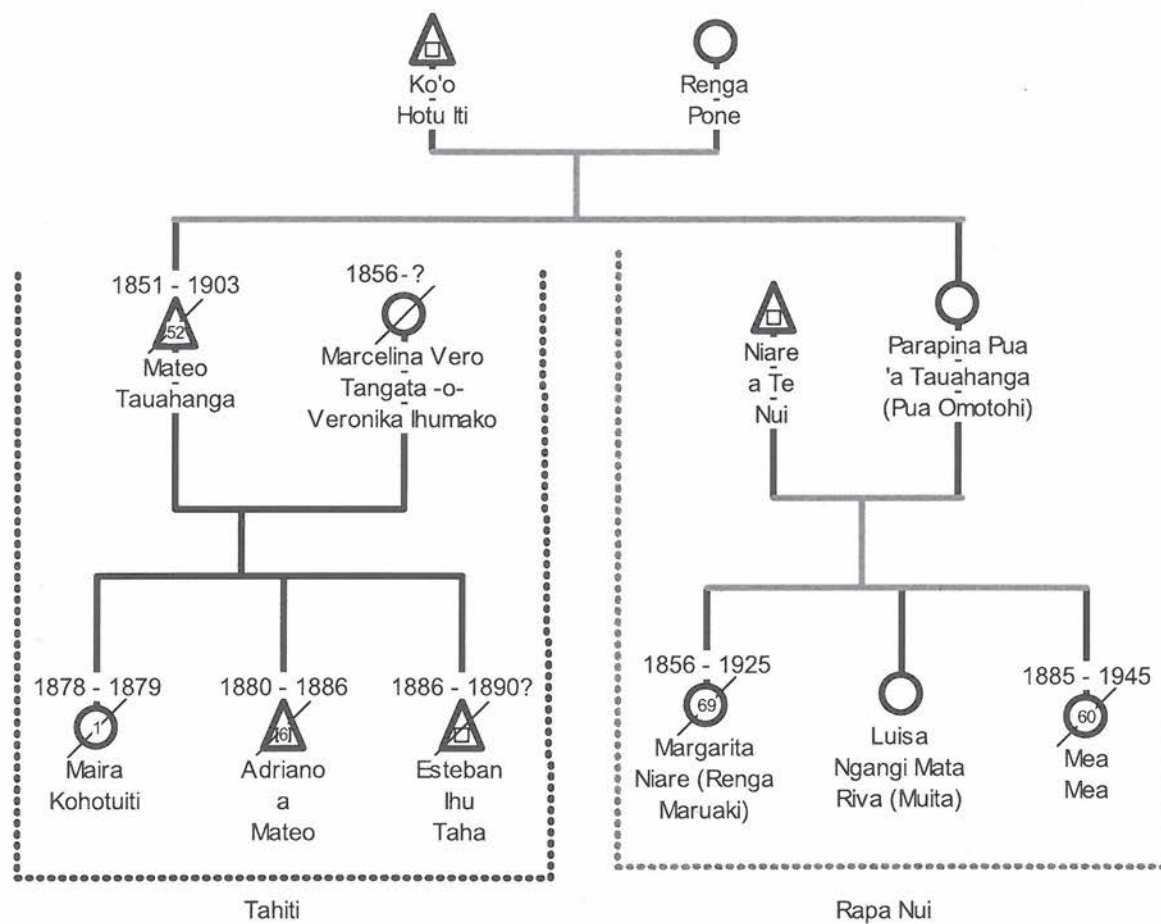 Ko'o
Hotu Iti
Renga
Pone
1851 - 1903
52
Mateo
Tauahanga
1856-?
Marcelina Vero
Tangata -o-
Veronika Ihumako
Niare
a Te
Nui
Parapina Pua
'a Tauahanga
(Pua Omotohi)
1878 - 1879
1
Maira
Kohotuiti
1880 - 1886
6
Adriano
a
Mateo
1886 - 1890?
Esteban
Ihu
Taha
1856 - 1925
69
Margarita
Niare (Renga
Maruaki)
Luisa
Ngangi Mata
Riva (Muita)
1885 - 1945
60
Mea
Mea
Tahiti
Rapa Nui